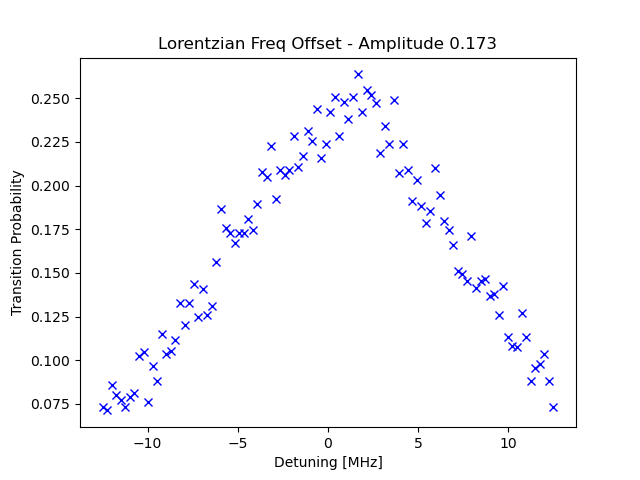 Lorentzian Freq Offset - Amplitude 0.173
Transition Probability
0.250
0.225
0.200
0.175
0.150
0.125
0.100
0.075
−10 −5 0 5 10
Detuning [MHz]